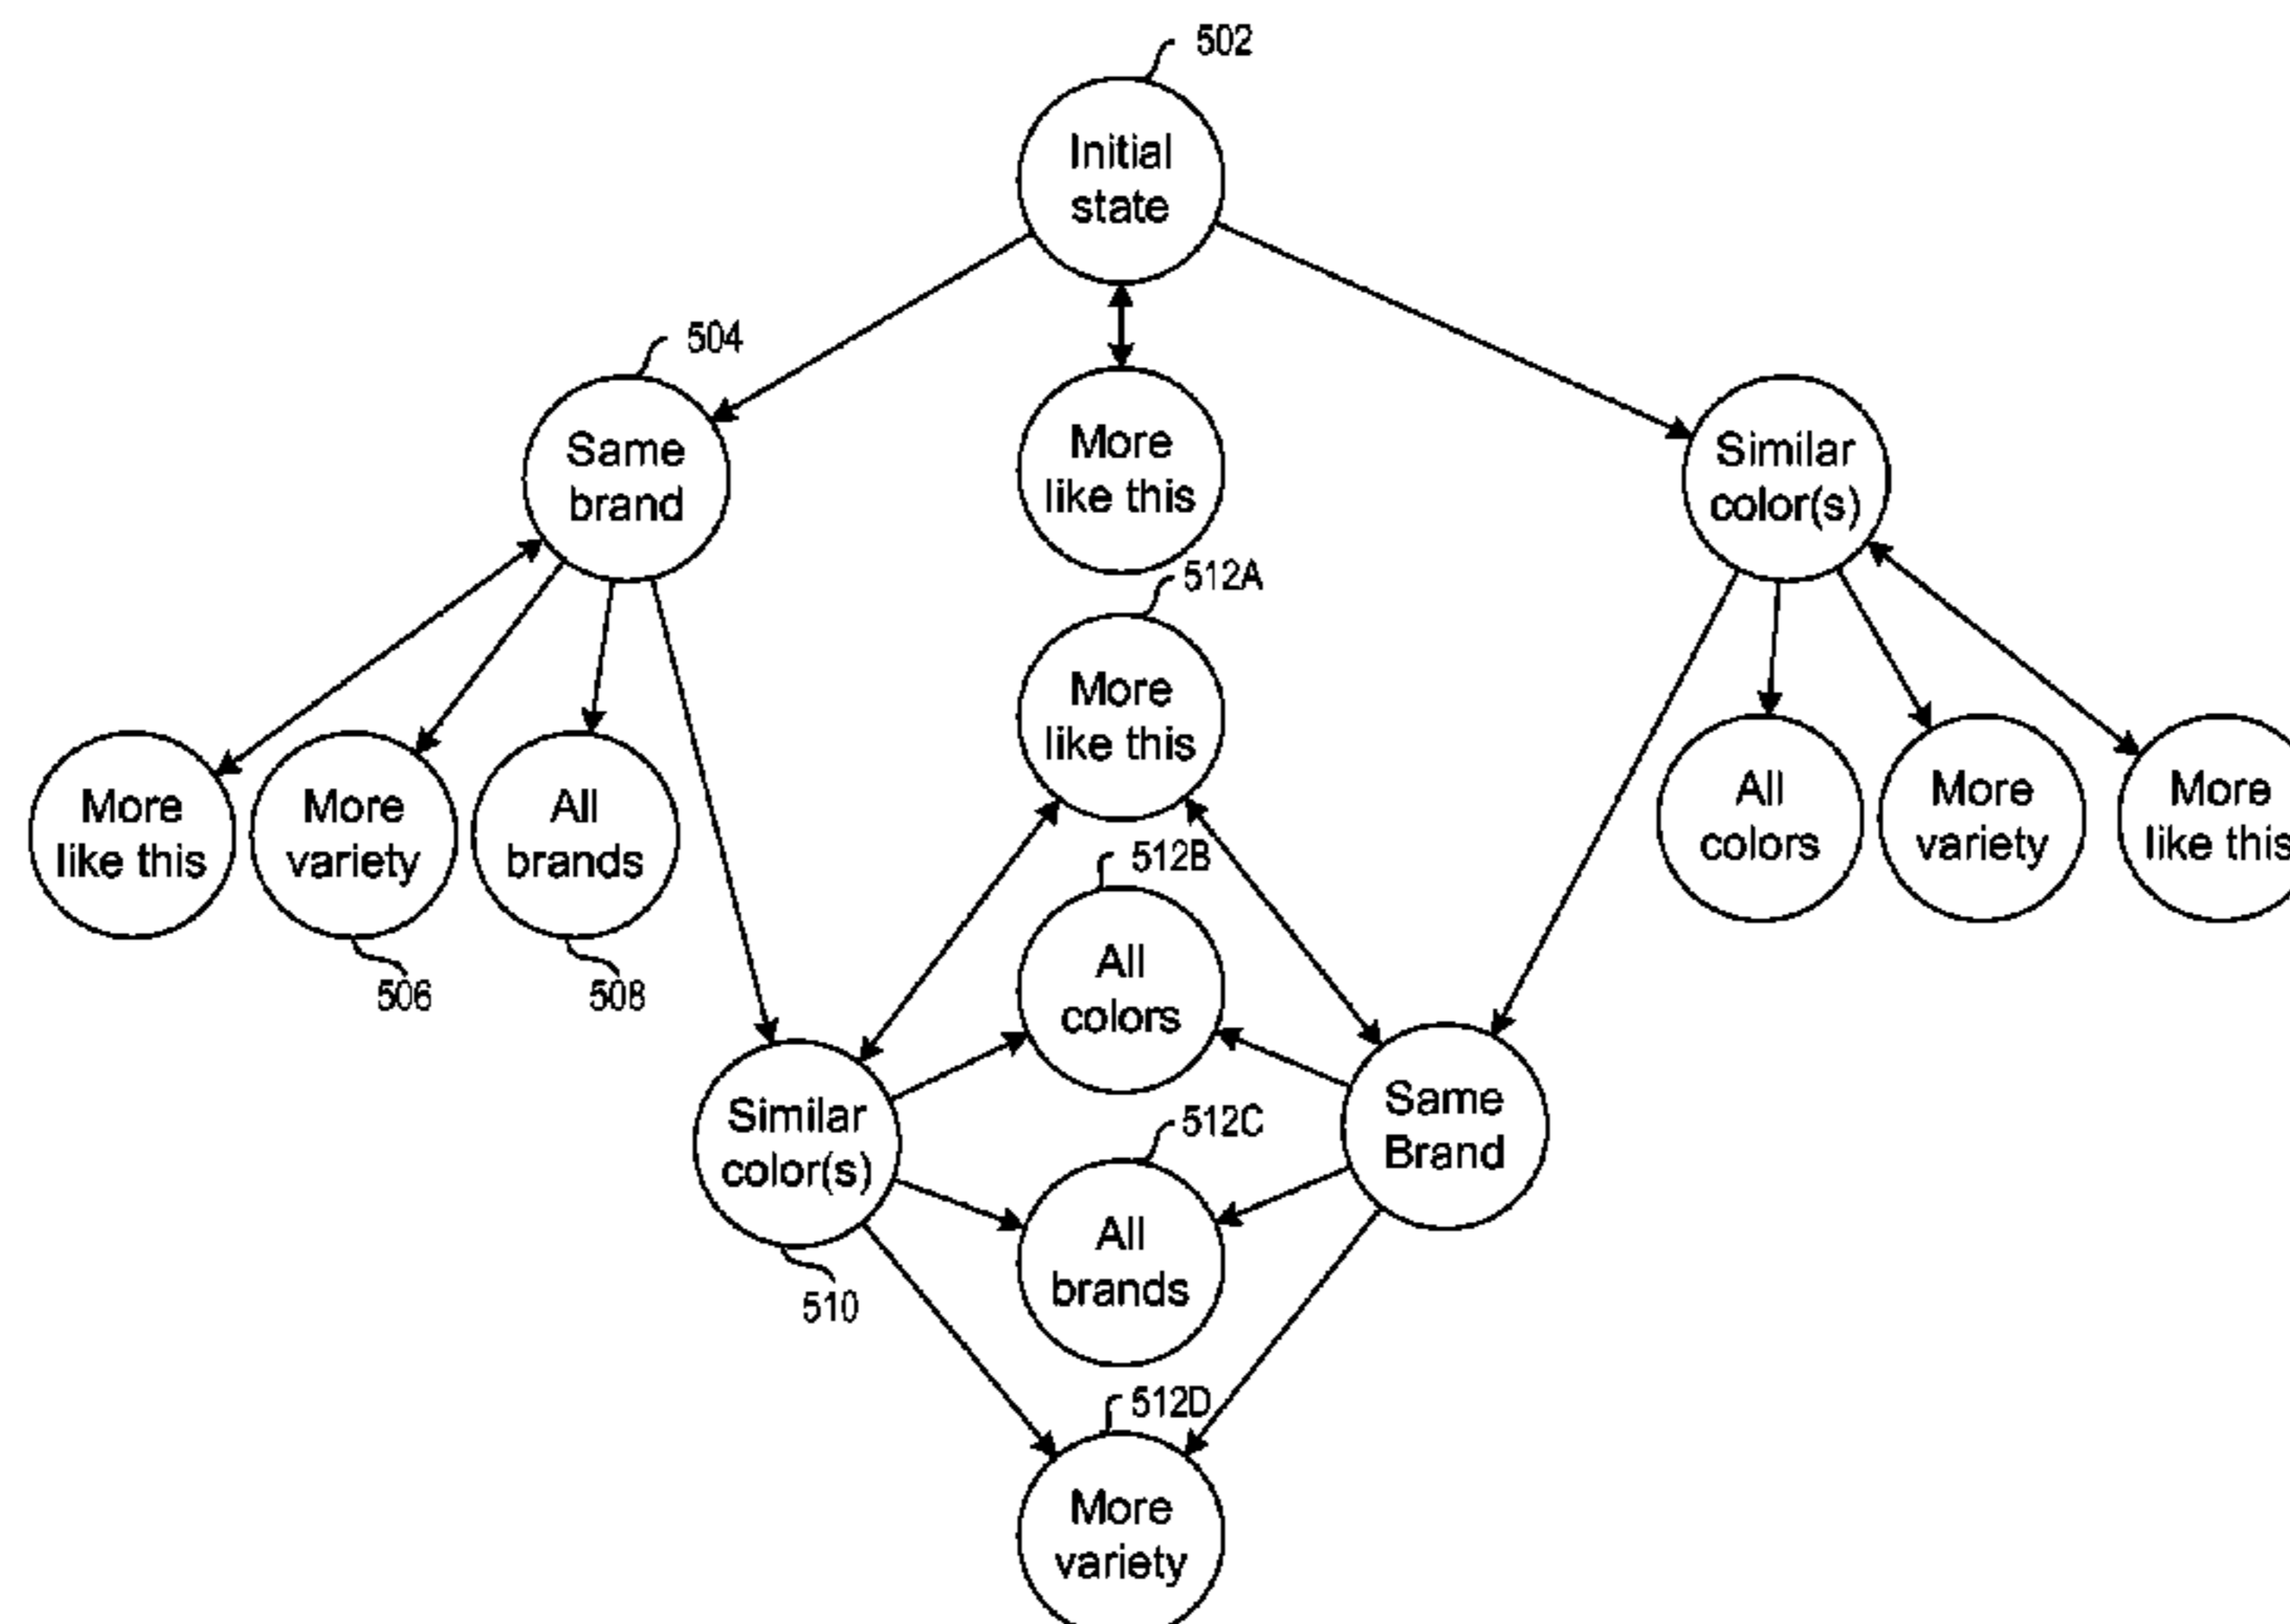 502
Initial
state
504
Same
brand
More
like this
Similar
color(s)
512A
More
like this
More
like this
More
variety
All
brands
506
508
All
colors
More
variety
More
like this
512B
All
colors
Similar
color(s)
510
Same
Brand
512C
All
brands
512D
More
variety